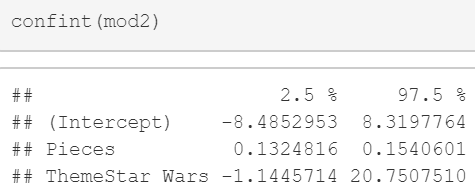 confint(mod2)
##                     2.5 %     97.5 %
## (Intercept)    -8.4852953  8.3197764
## Pieces          0.1324816  0.1540601
## ThemeStar Wars -1.1445714 20.7507510